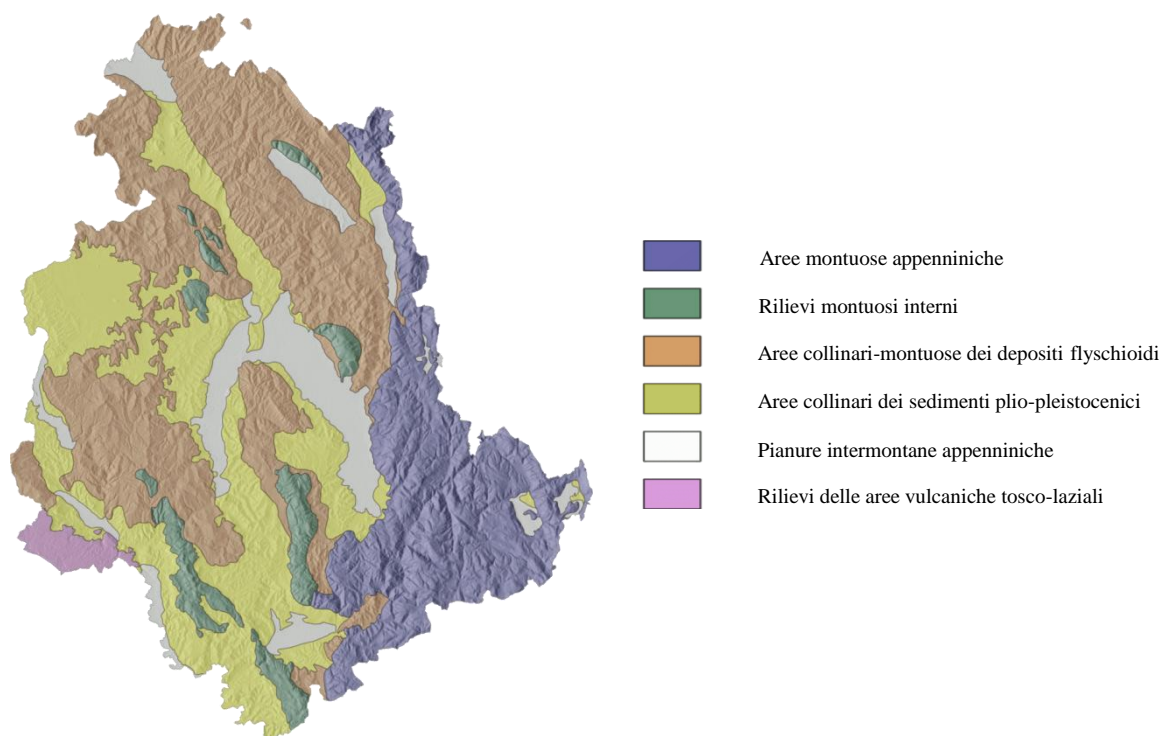 Aree montuose appenniniche
Rilievi montuosi interni
Aree collinari-montuose dei depositi flyschioidi
Aree collinari dei sedimenti plio-pleistocenici
Pianure intermontane appenniniche
Rilievi delle aree vulcaniche tosco-laziali